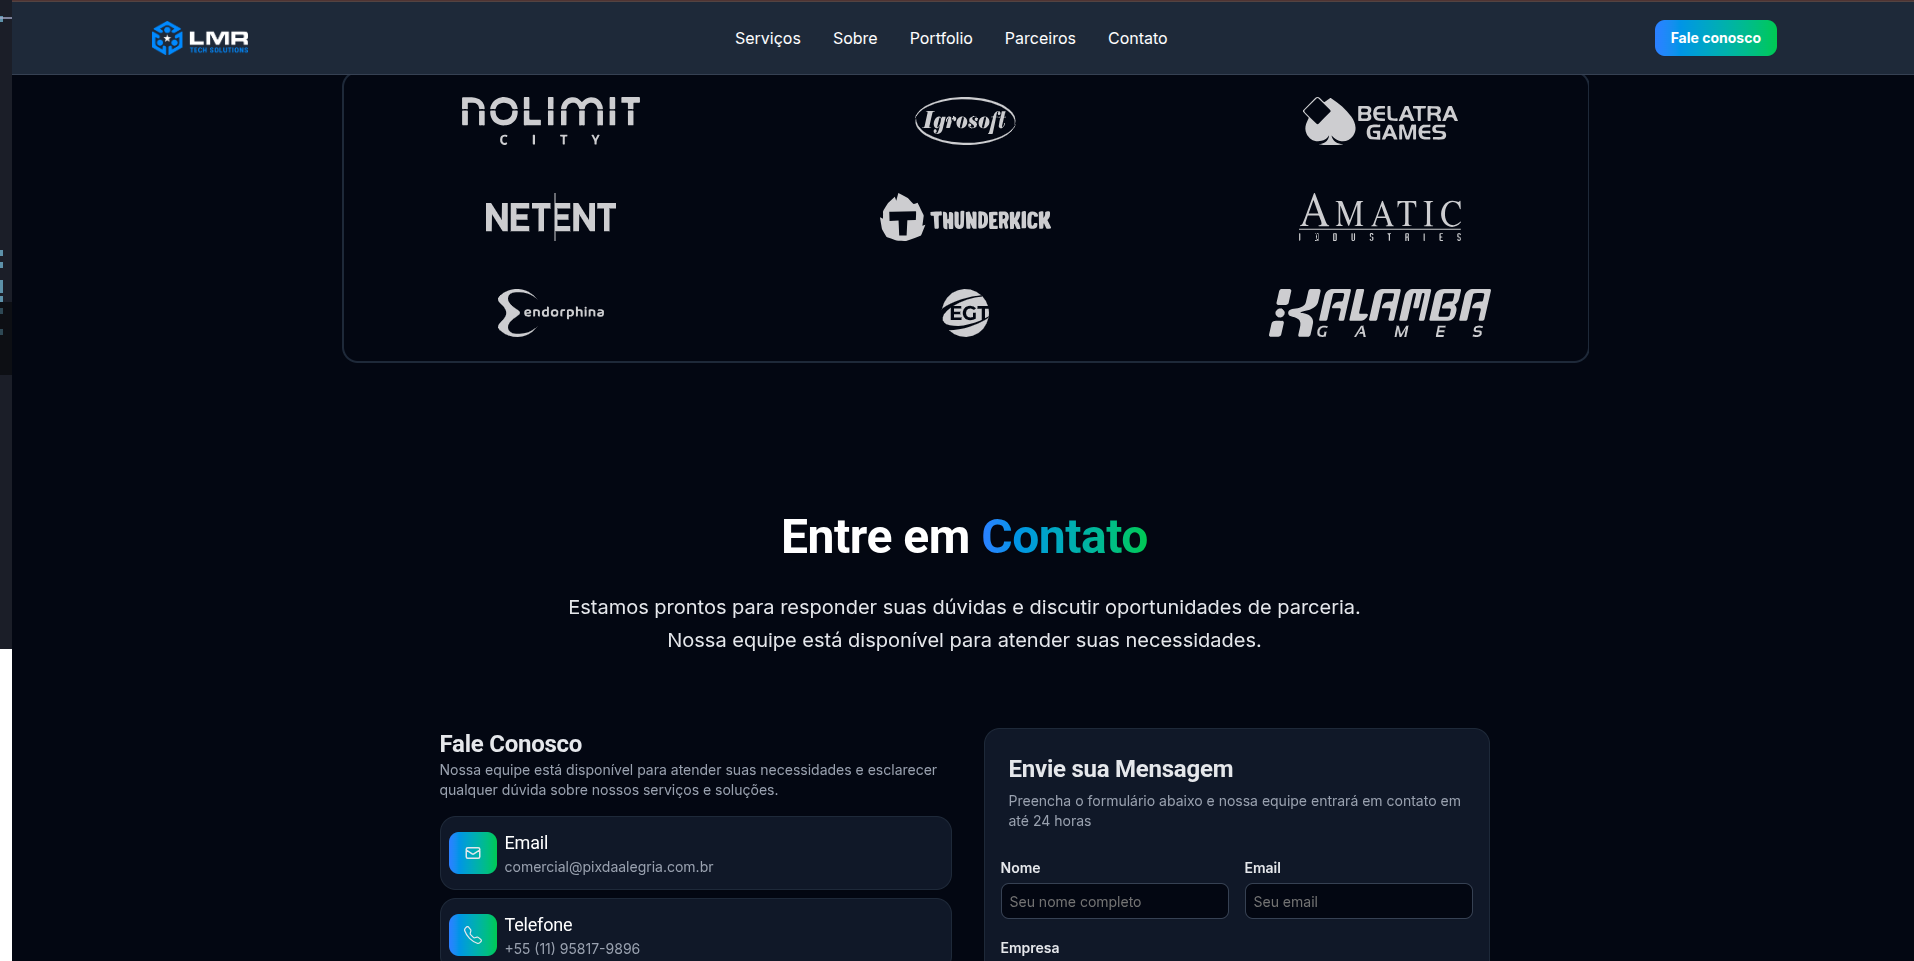 LMR
TECH SOLUTIONS
Serviços
Sobre
Portfolio
Parceiros
Contato
Fale conosco
NOLIMIT
CITY
Igrosoft
BELATRA
GAMES
NETENT
THUNDERKICK
AMATIC
INDUSTRIES
endorphina
EGT
KALAMBA
GAMES
Entre em Contato
Estamos prontos para responder suas dúvidas e discutir oportunidades de parceria.
Nossa equipe está disponível para atender suas necessidades.
Fale Conosco
Nossa equipe está disponível para atender suas necessidades e esclarecer
qualquer dúvida sobre nossos serviços e soluções.
Email
comercial@pixdaalegria.com.br
Telefone
+55 (11) 95817-9896
Envie sua Mensagem
Preencha o formulário abaixo e nossa equipe entrará em contato em
até 24 horas
Nome
Email
Seu nome completo
Seu email
Empresa